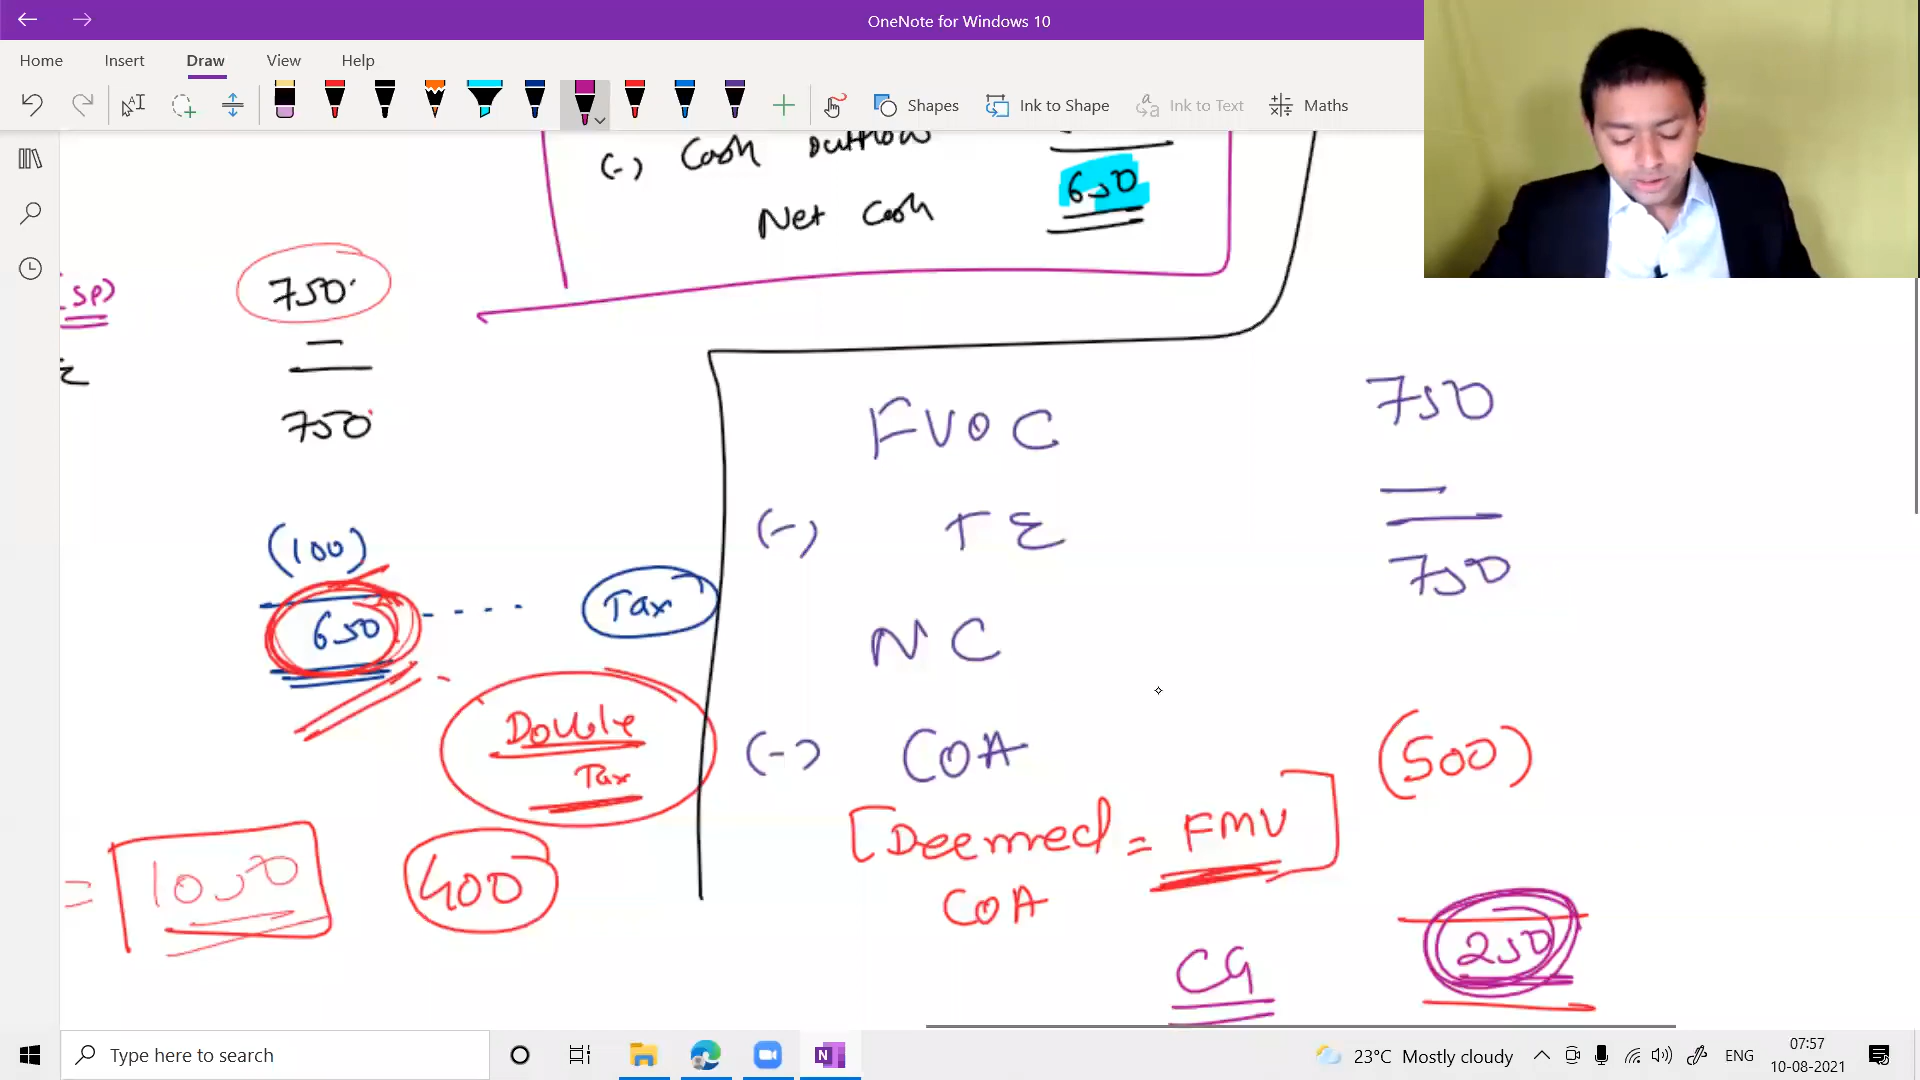 OneNote for Windows 10
Home Insert Draw View Help
Shapes Ink to Shape Ink to Text Maths
(-) Cash outflow
650
Net Cash
(SP)
750
750
(100)
650 Tax
Double
Tax
= 1050 400
FVOC 750
(-) TE
750
NC
(-) COA (500)
[Deemed = FMV]
COA
250
CG
Type here to search
23°C Mostly cloudy
ENG
07:57
10-08-2021